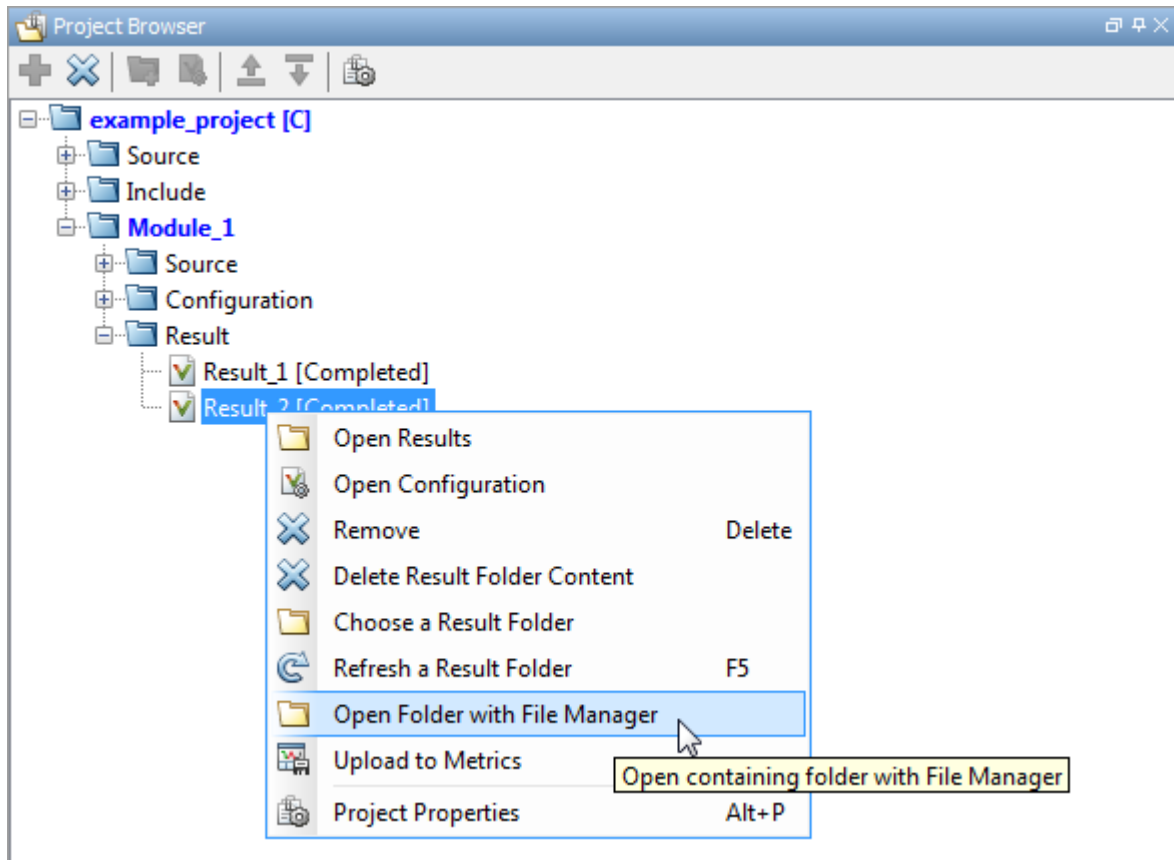 Project Browser
example_project [C]
Source
Include
Module_1
Source
Configuration
Result
Result_1 [Completed]
Result_2 [Completed]
Open Results
Open Configuration
Remove Delete
Delete Result Folder Content
Choose a Result Folder
Refresh a Result Folder F5
Open Folder with File Manager
Upload to Metrics
Open containing folder with File Manager
Project Properties Alt+P